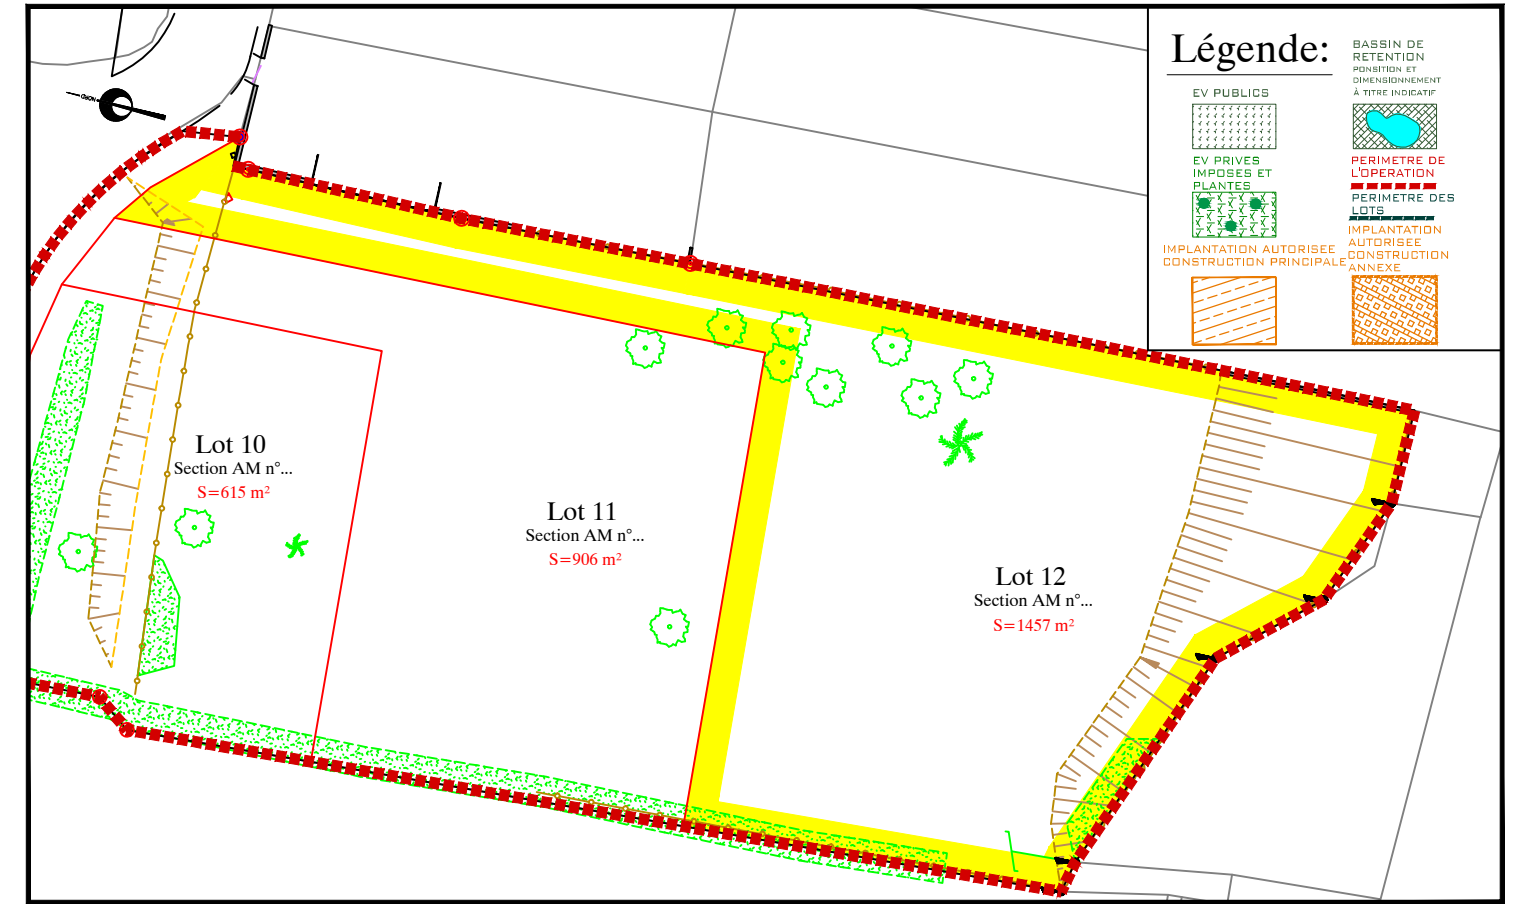 Légende:
EV PUBLICS
BASSIN DE
RETENTION
PONSITION ET
DIMENSIONNEMENT
À TITRE INDICATIF
EV PRIVES
IMPOSES ET
PLANTES
PERIMETRE DE
L'OPERATION
PERIMETRE DES
LOTS
IMPLANTATION AUTORISEE
CONSTRUCTION PRINCIPALE
IMPLANTATION
AUTORISEE
CONSTRUCTION
ANNEXE
NORD
Lot 10
Section AM n°...
S=615 m²
Lot 11
Section AM n°...
S=906 m²
Lot 12
Section AM n°...
S=1457 m²